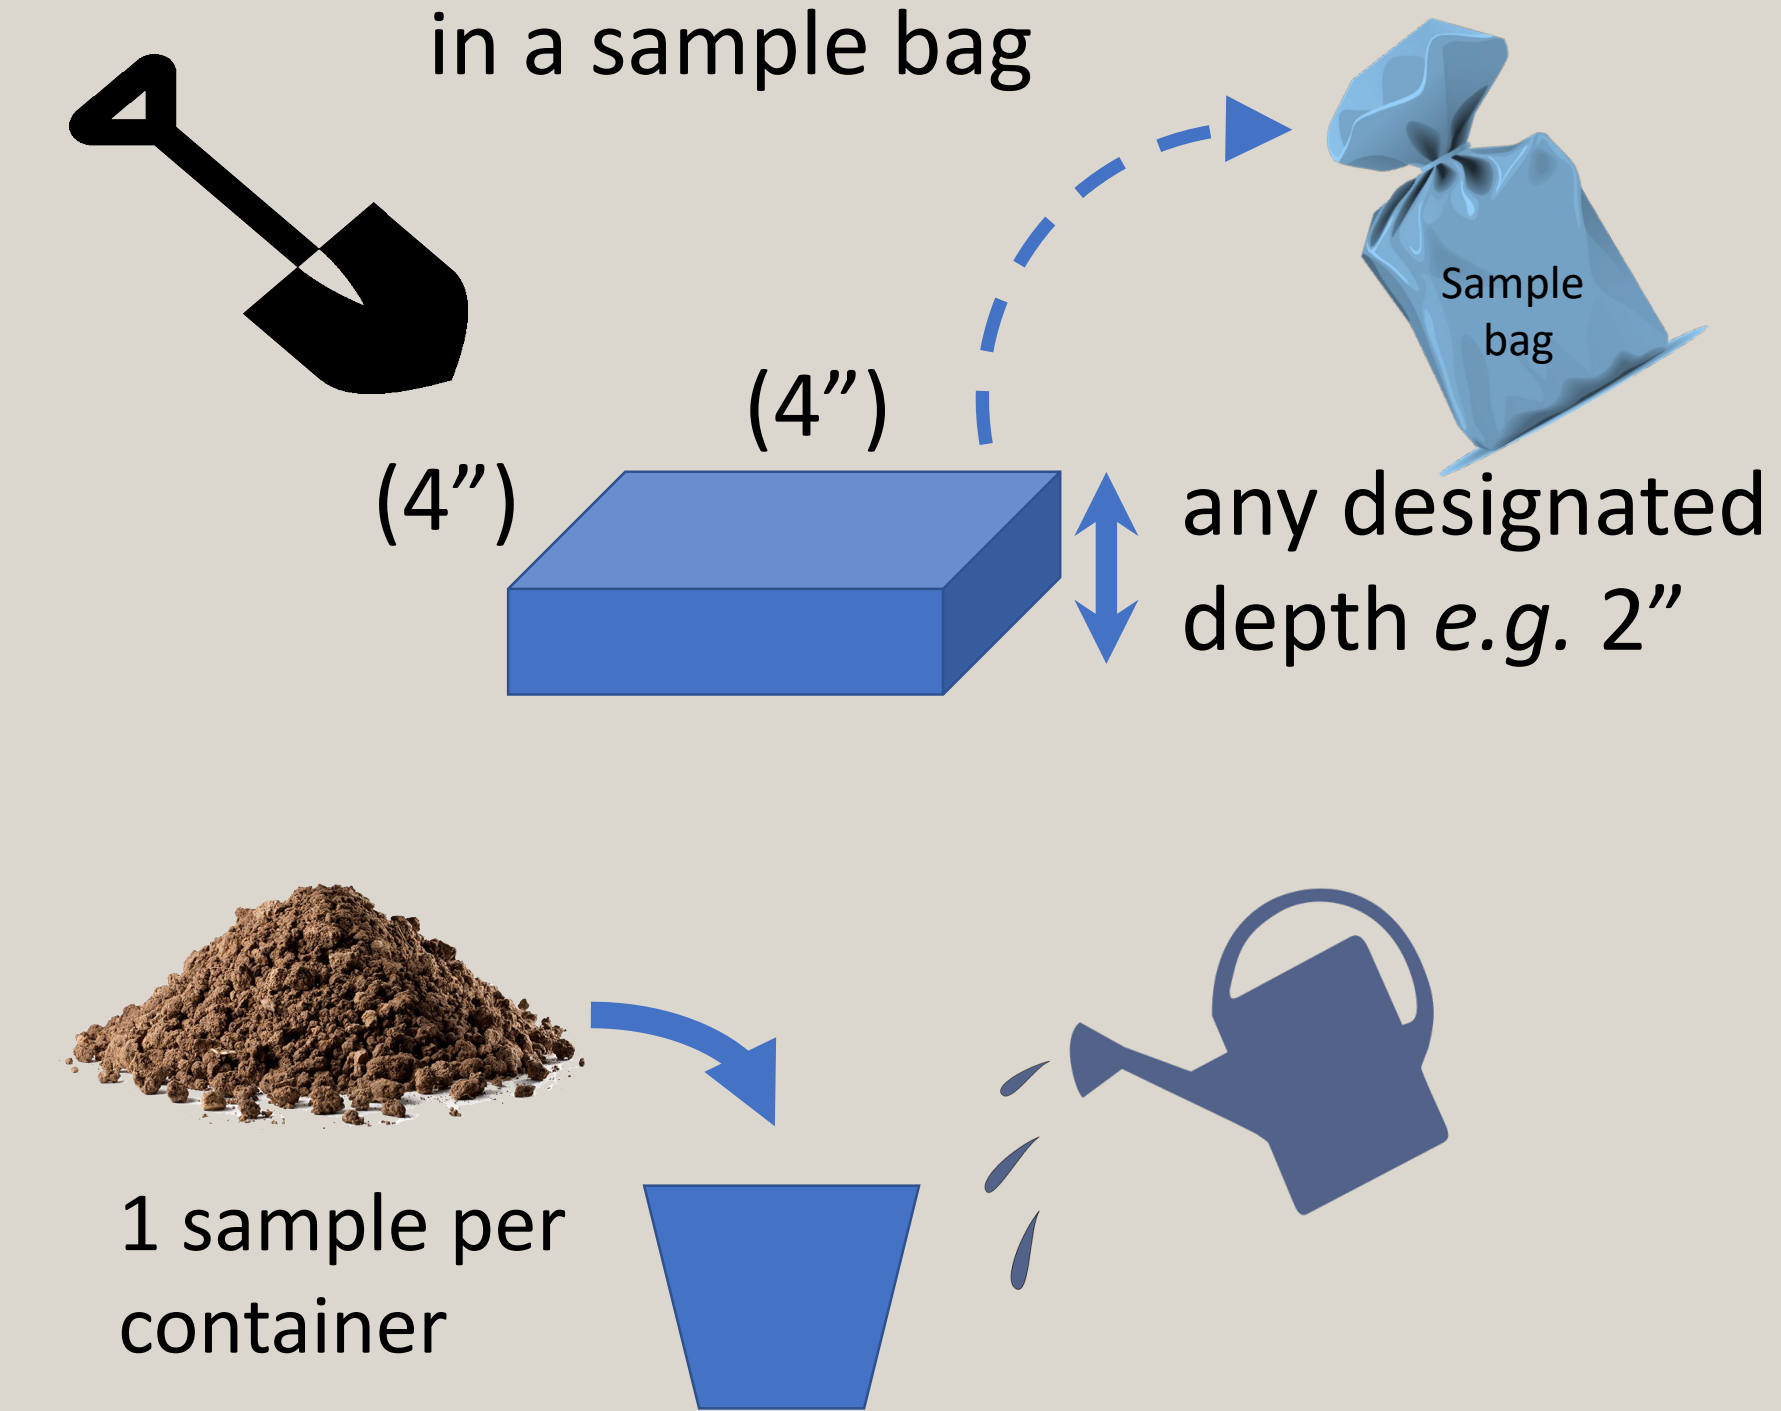 in a sample bag
Sample
bag
(4”)
(4”)
any designated
depth e.g. 2”
1 sample per
container